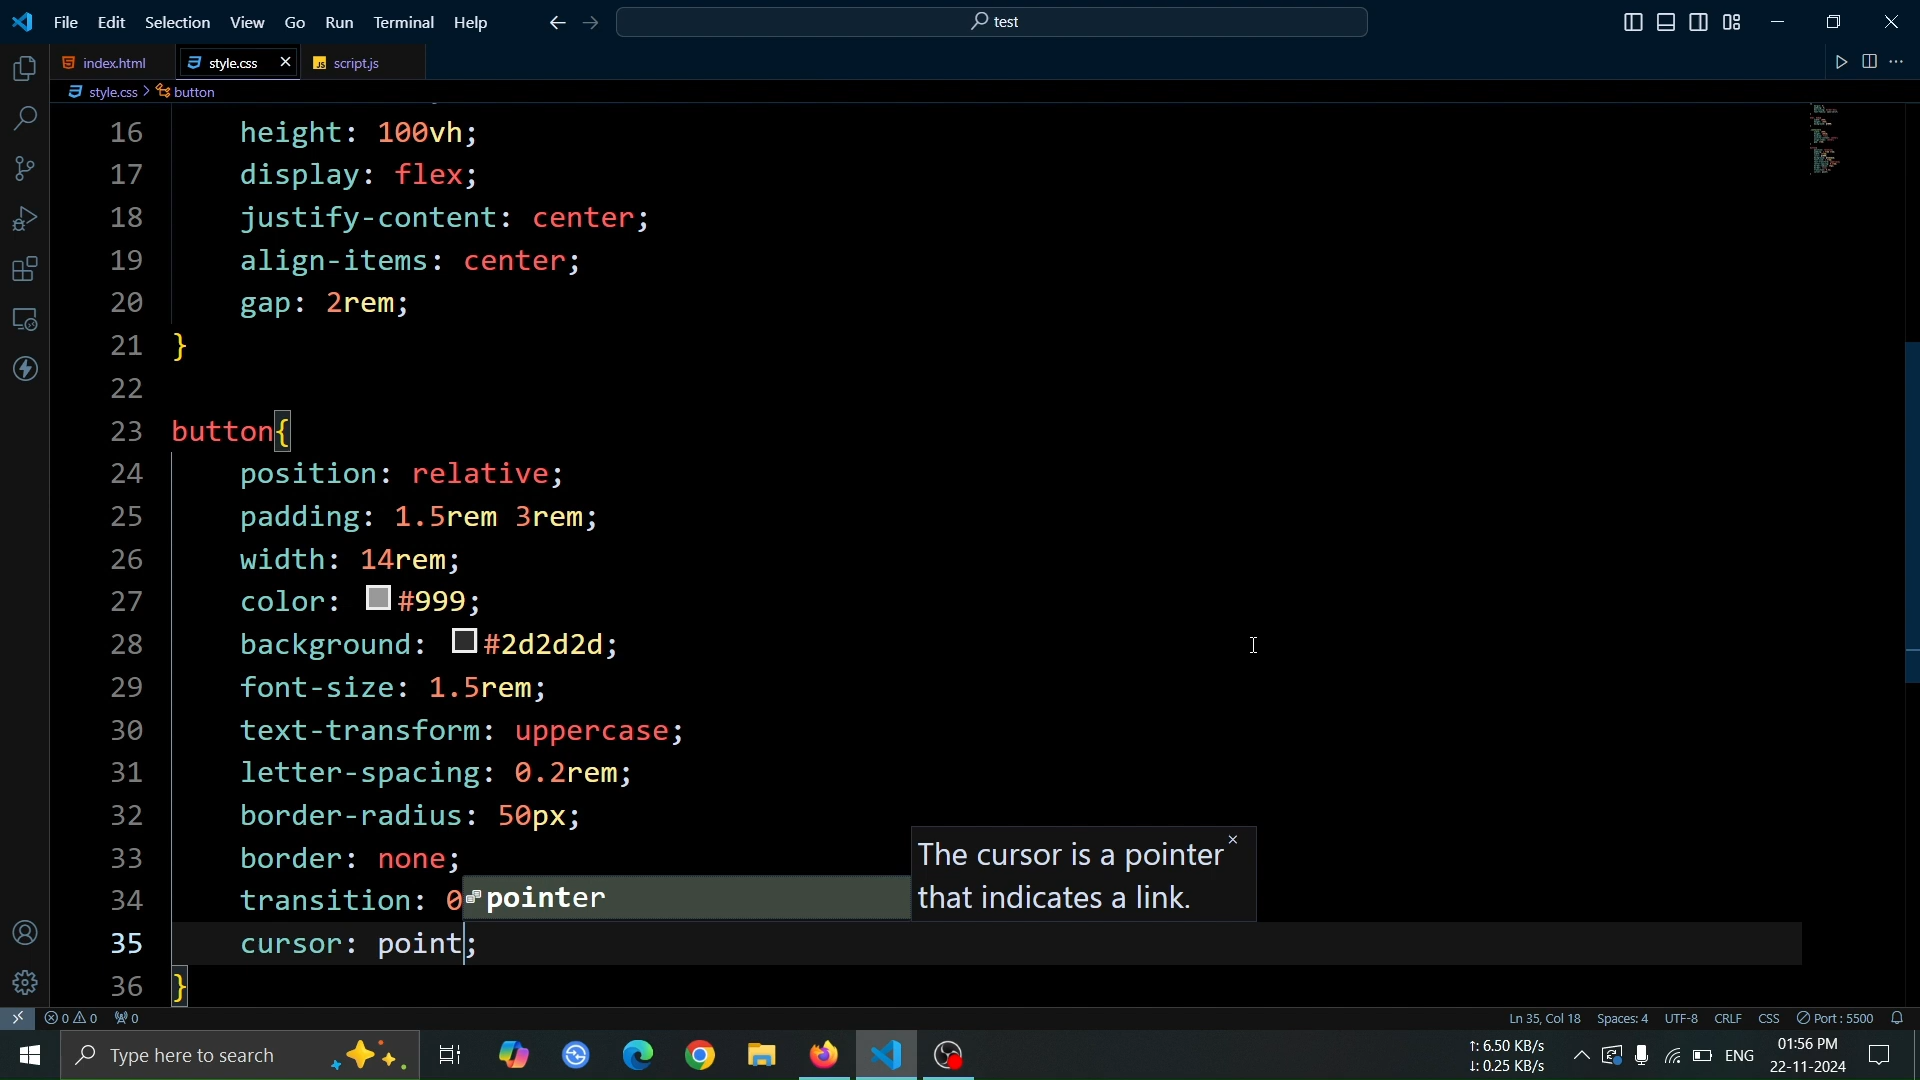 File Edit Selection View Go Run Terminal Help
test
index.html style.css script.js
style.css > button
16 height: 100vh;
17 display: flex;
18 justify-content: center;
19 align-items: center;
20 gap: 2rem;
21 }
22
23 button{
24 position: relative;
25 padding: 1.5rem 3rem;
26 width: 14rem;
27 color: #999;
28 background: #2d2d2d;
29 font-size: 1.5rem;
30 text-transform: uppercase;
31 letter-spacing: 0.2rem;
32 border-radius: 50px;
33 border: none;
34 transition: 0
pointer
The cursor is a pointer
that indicates a link.
35 cursor: point;
36 }
0 0 0 Ln 35, Col 18 Spaces: 4 UTF-8 CRLF CSS Port : 5500
Type here to search
↑: 6.50 KB/s
↓: 0.25 KB/s
ENG
01:56 PM
22-11-2024